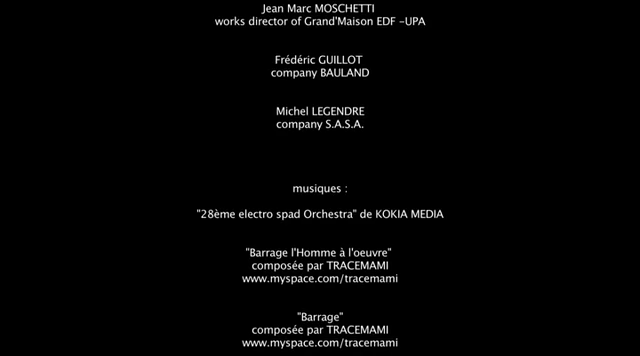 Jean Marc MOSCHETTI
works director of Grand'Maison EDF -UPA
Frédéric GUILLOT
company BAULAND
Michel LEGENDRE
company S.A.S.A.
musiques :
"28ème electro spad Orchestra" de KOKIA MEDIA
"Barrage l'Homme à l'oeuvre"
composée par TRACEMAMI
www.myspace.com/tracemami
"Barrage"
composée par TRACEMAMI
www.myspace.com/tracemami